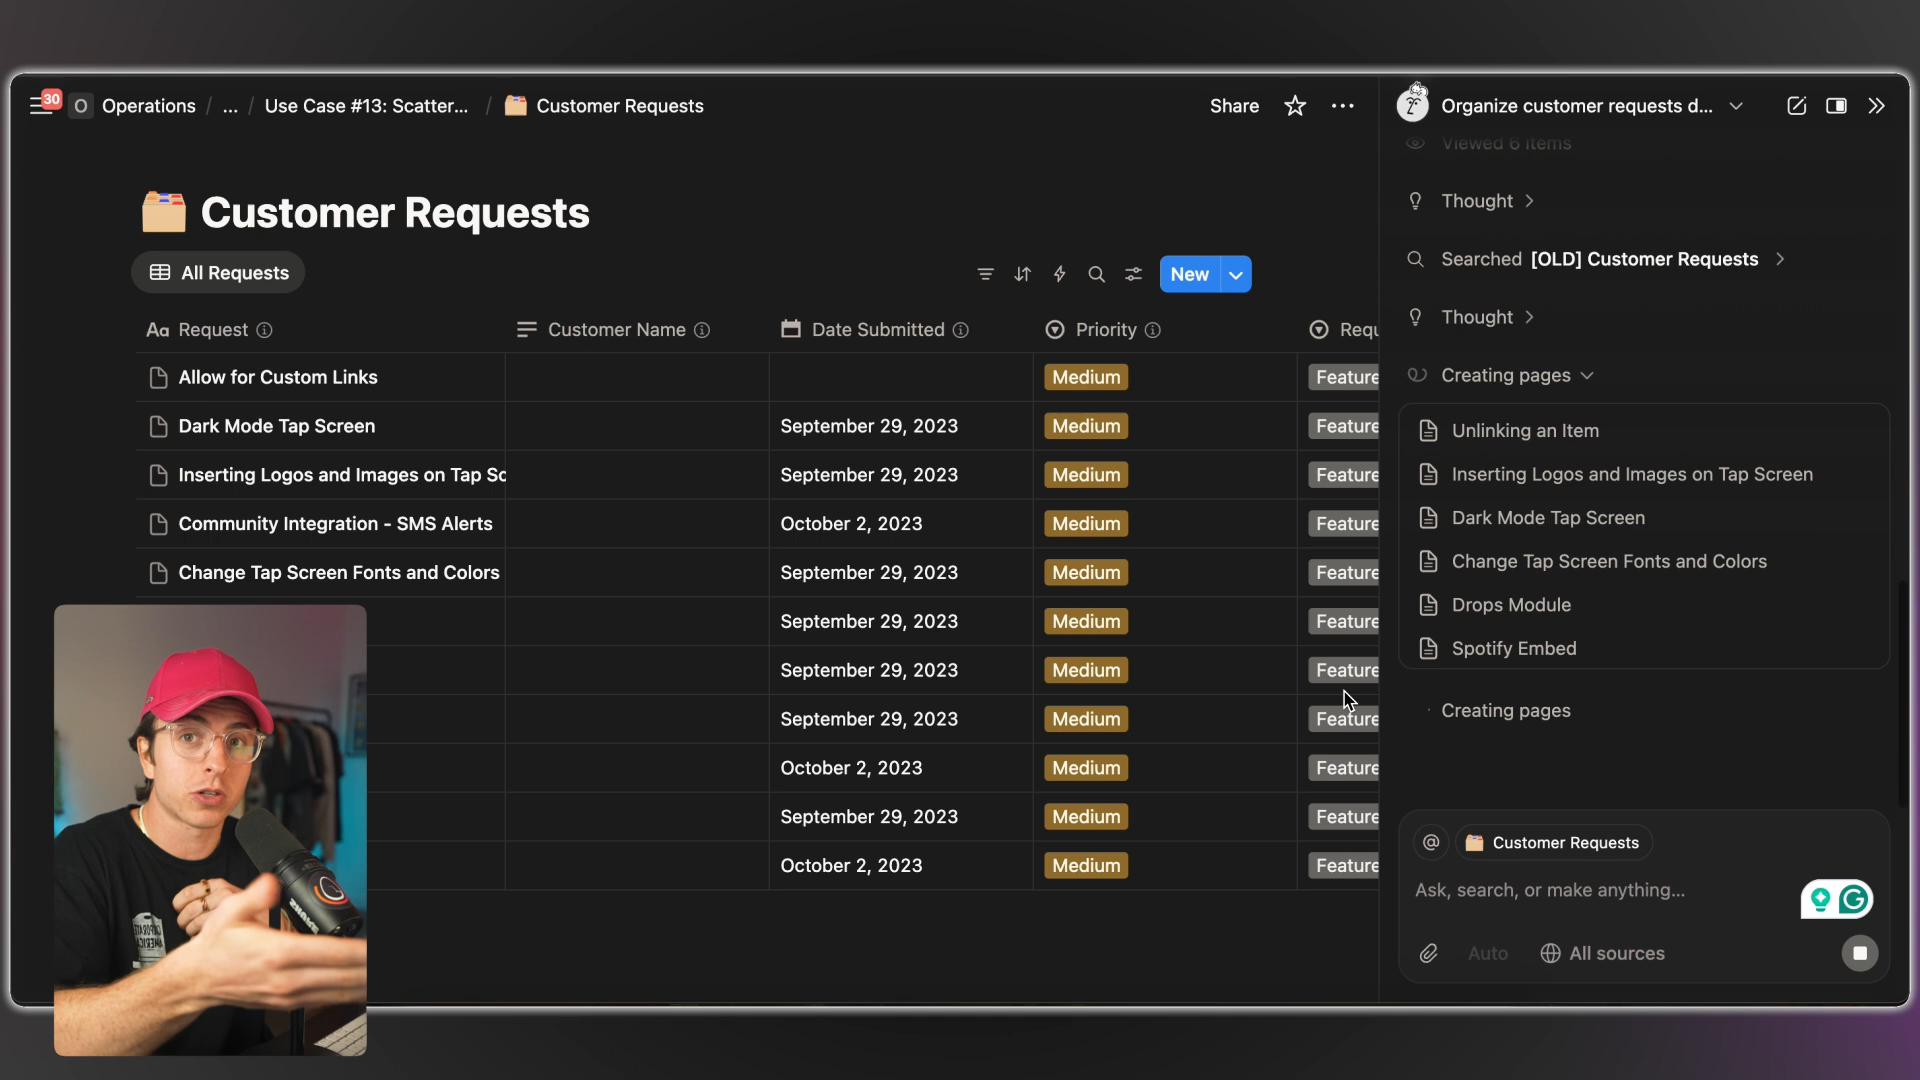 30
O Operations / ... / Use Case #13: Scatter... / Customer Requests
Share
Customer Requests
All Requests
New
Aa Request
Customer Name
Date Submitted
Priority
Requ
Allow for Custom Links
Medium
Feature
Dark Mode Tap Screen
September 29, 2023
Medium
Feature
Inserting Logos and Images on Tap Sc
September 29, 2023
Medium
Feature
Community Integration - SMS Alerts
October 2, 2023
Medium
Feature
Change Tap Screen Fonts and Colors
September 29, 2023
Medium
Feature
September 29, 2023
Medium
Feature
September 29, 2023
Medium
Feature
September 29, 2023
Medium
Feature
October 2, 2023
Medium
Feature
September 29, 2023
Medium
Feature
October 2, 2023
Medium
Feature
Organize customer requests d...
Viewed 6 items
Thought
Searched [OLD] Customer Requests
Thought
Creating pages
Unlinking an Item
Inserting Logos and Images on Tap Screen
Dark Mode Tap Screen
Change Tap Screen Fonts and Colors
Drops Module
Spotify Embed
Creating pages
@ Customer Requests
Ask, search, or make anything...
Auto
All sources